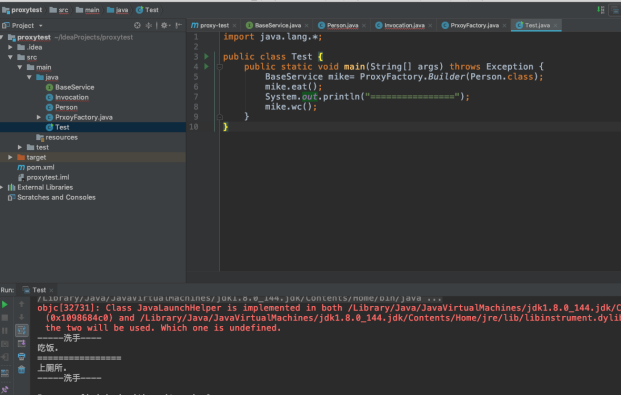 proxytest src main java Test
Project
m proxy-test BaseService.java Person.java Invocation.java PrxoyFactory.java Test.java
proxytest ~/IdeaProjects/proxytest
.idea
src
main
java
BaseService
Invocation
Person
PrxoyFactory.java
Test
resources
test
target
pom.xml
proxytest.iml
External Libraries
Scratches and Consoles
1 import java.lang.*;
2
3 public class Test {
4 public static void main(String[] args) throws Exception {
5 BaseService mike= ProxyFactory.Builder(Person.class);
6 mike.eat();
7 System.out.println("================");
8 mike.wc();
9 }
10 }
Run: Test
/Library/Java/JavaVirtualMachines/jdk1.8.0_144.jdk/Contents/Home/bin/java ...
objc[32731]: Class JavaLaunchHelper is implemented in both /Library/Java/JavaVirtualMachines/jdk1.8.0_144.jdk/C
(0x1098684c0) and /Library/Java/JavaVirtualMachines/jdk1.8.0_144.jdk/Contents/Home/jre/lib/libinstrument.dylib
the two will be used. Which one is undefined.
-----洗手----
吃饭.
================
上厕所.
-----洗手----